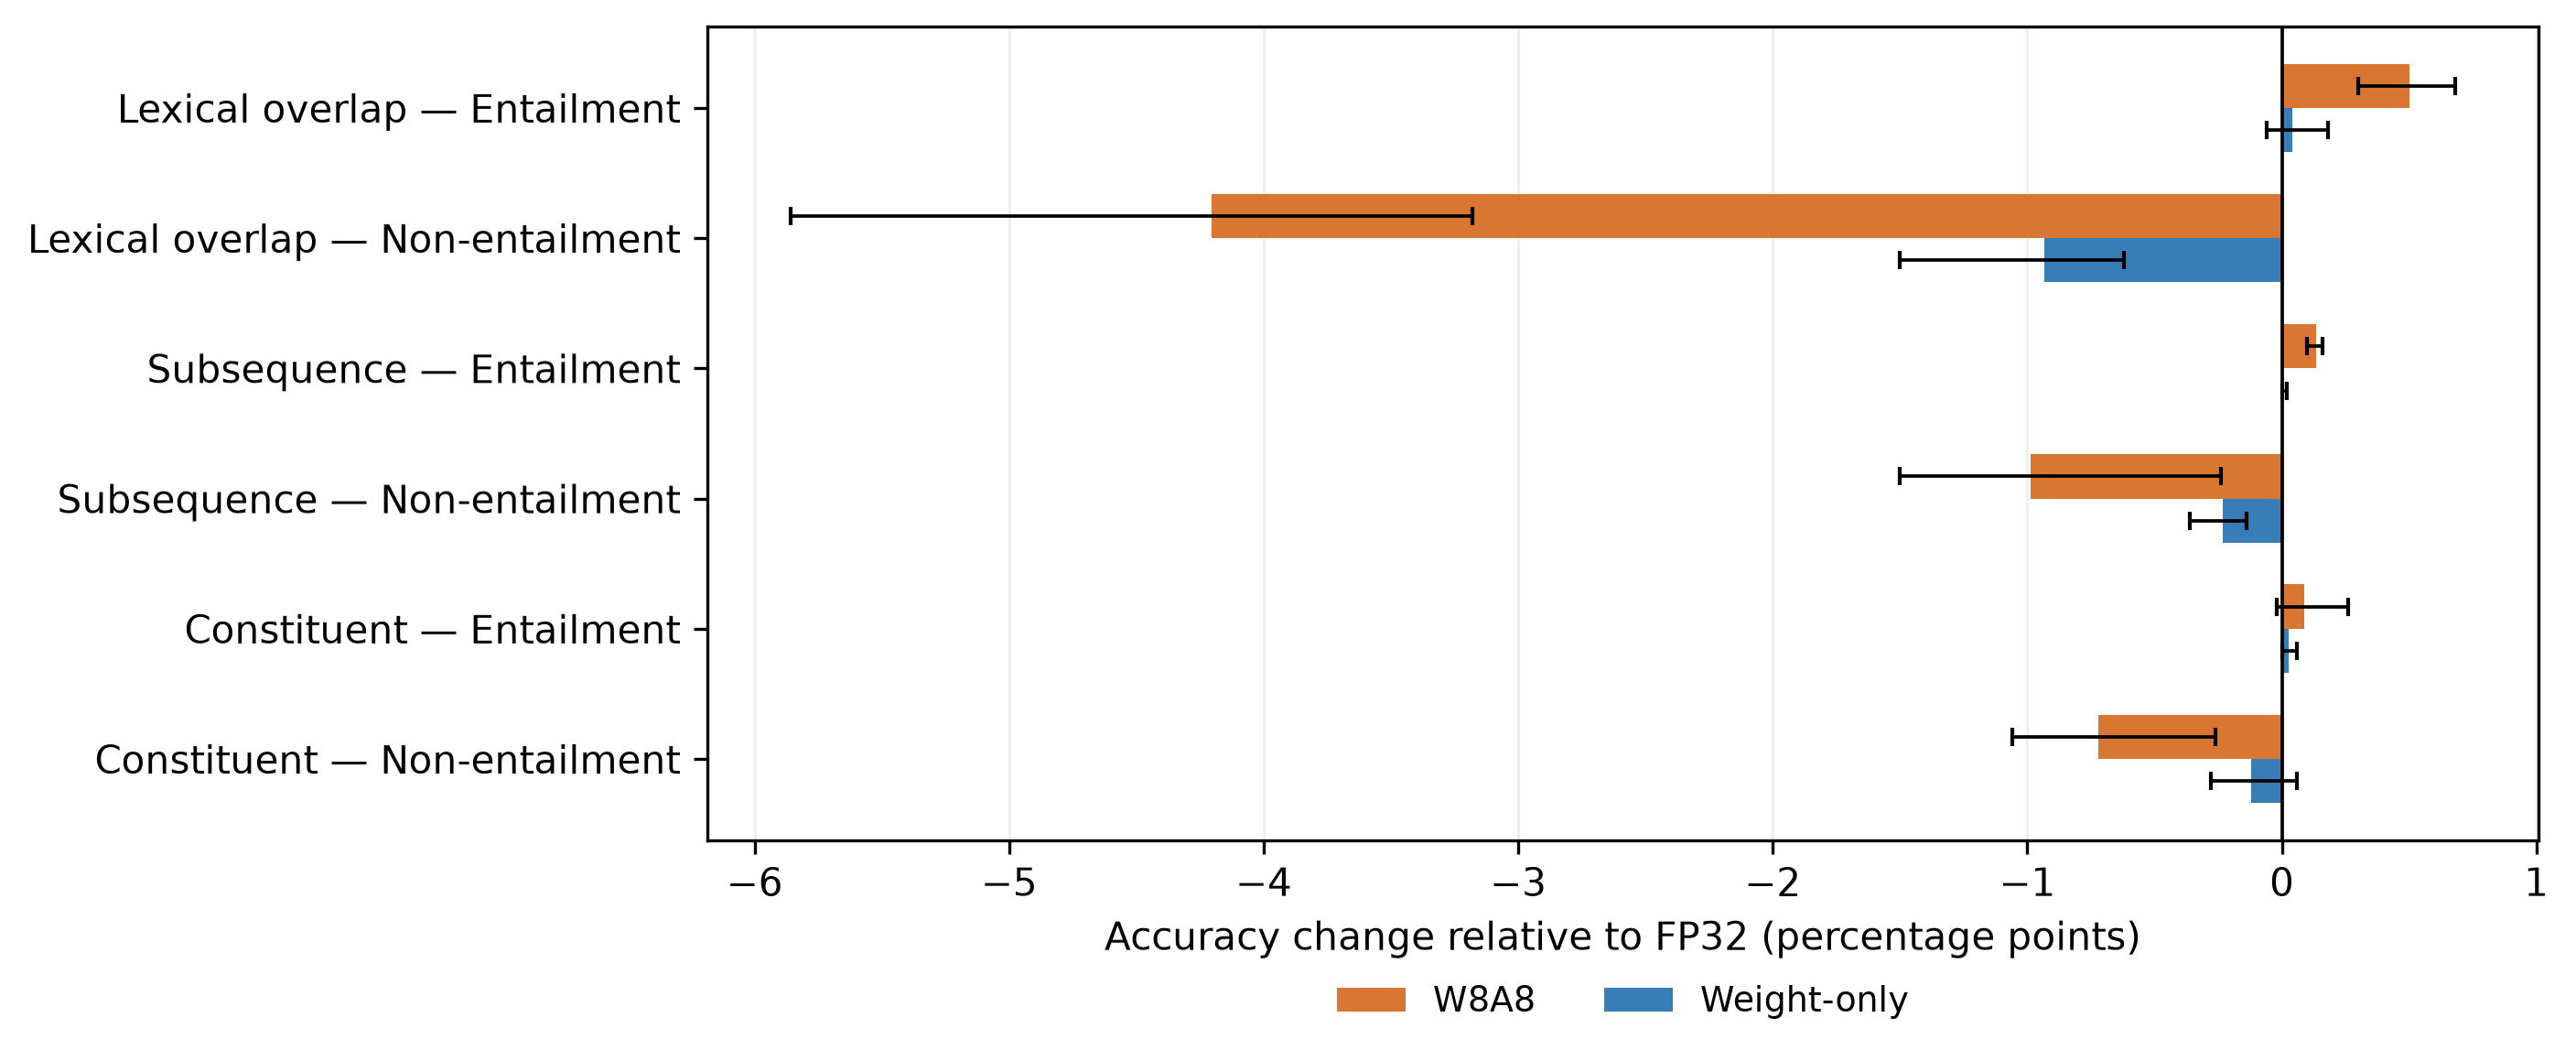 Lexical overlap — Entailment
Lexical overlap — Non-entailment
Subsequence — Entailment
Subsequence — Non-entailment
Constituent — Entailment
Constituent — Non-entailment
−6 −5 −4 −3 −2 −1 0 1
Accuracy change relative to FP32 (percentage points)
W8A8 Weight-only